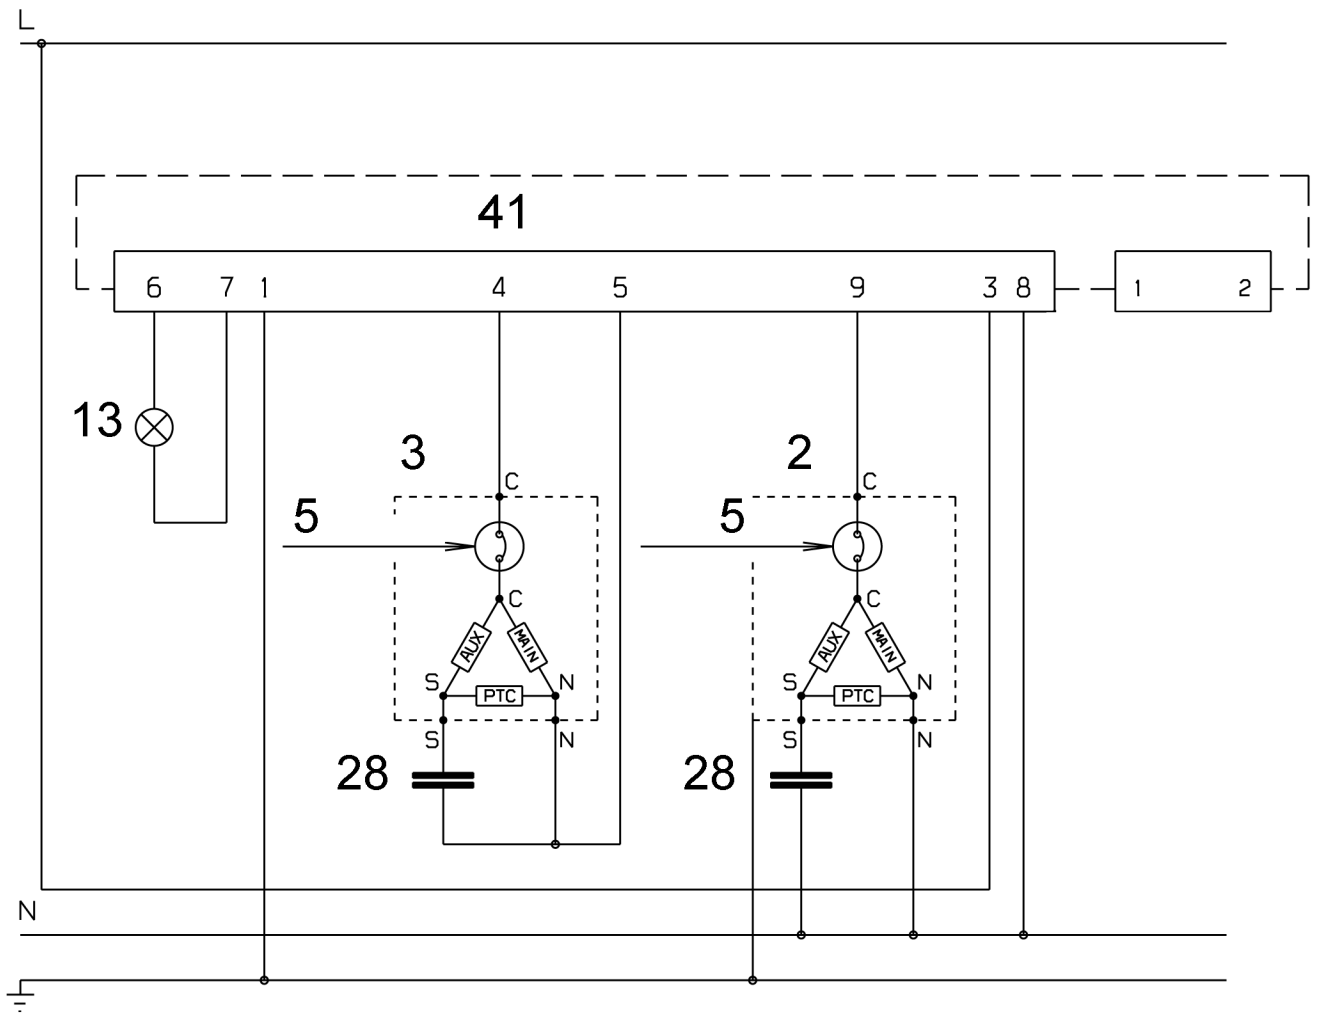 L
41
6 7 1 4 5 9 3 8 1 2
13
3 2
C C
5 5
C C
AUX MAIN AUX MAIN
S N S N
PTC PTC
S N S N
28 28
N